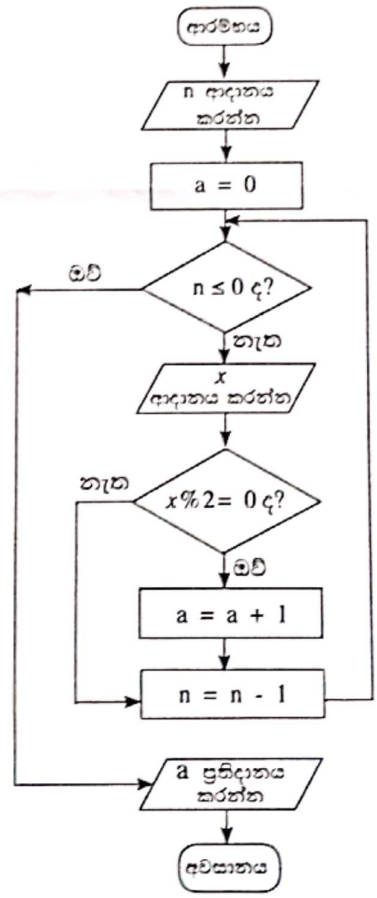 ආරම්භය
n ආදානය
කරන්න
a = 0
ඔව්
n ≤ 0 ද?
නැත
x
ආදානය කරන්න
නැත
x%2 = 0 ද?
ඔව්
a = a + 1
n = n - 1
a ප්‍රතිදානය
කරන්න
අවසානය